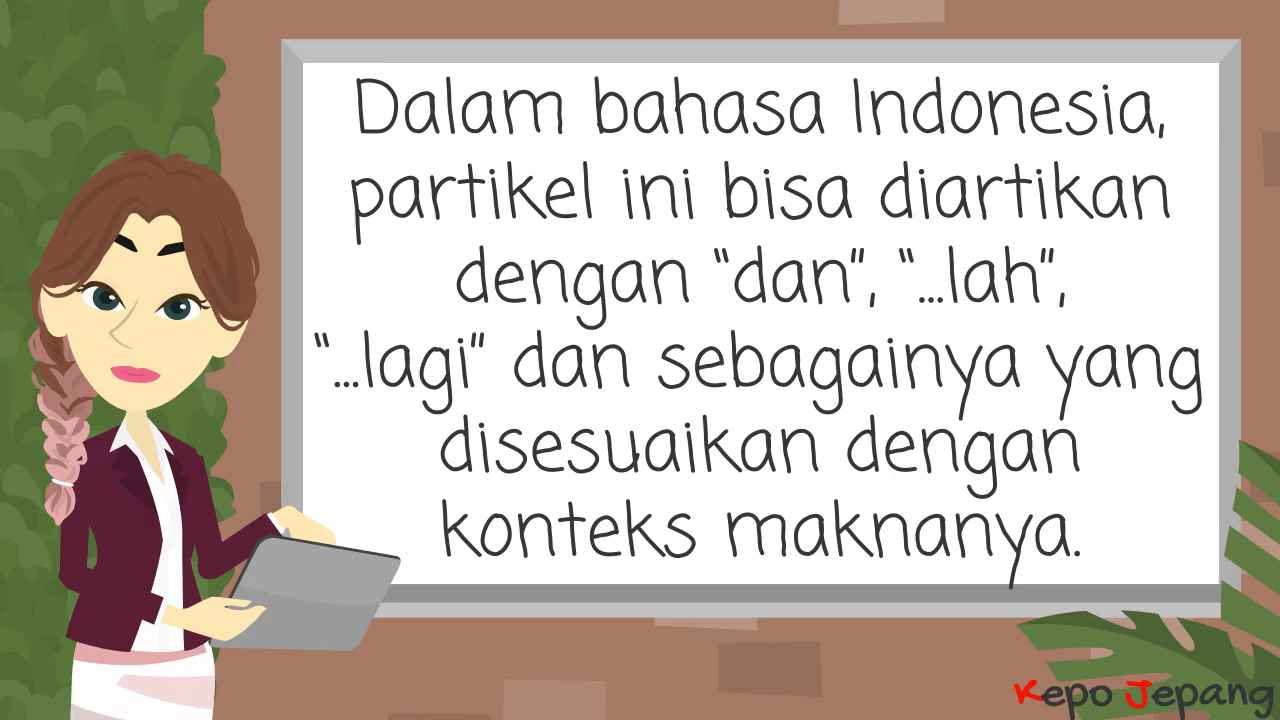 Dalam bahasa Indonesia,
partikel ini bisa diartikan
dengan "dan", "...lah",
"...lagi" dan sebagainya yang
disesuaikan dengan
konteks maknanya.
Kepo Jepang